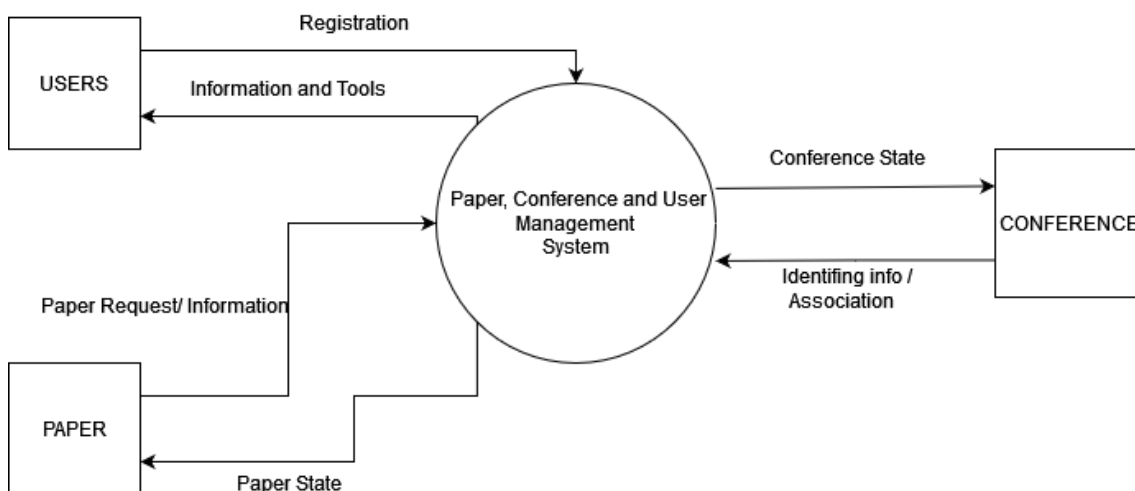 Registration
USERS
Information and Tools
Conference State
Paper, Conference and User
Management
System
CONFERENCE
Identifing info /
Association
Paper Request/ Information
PAPER
Paper State